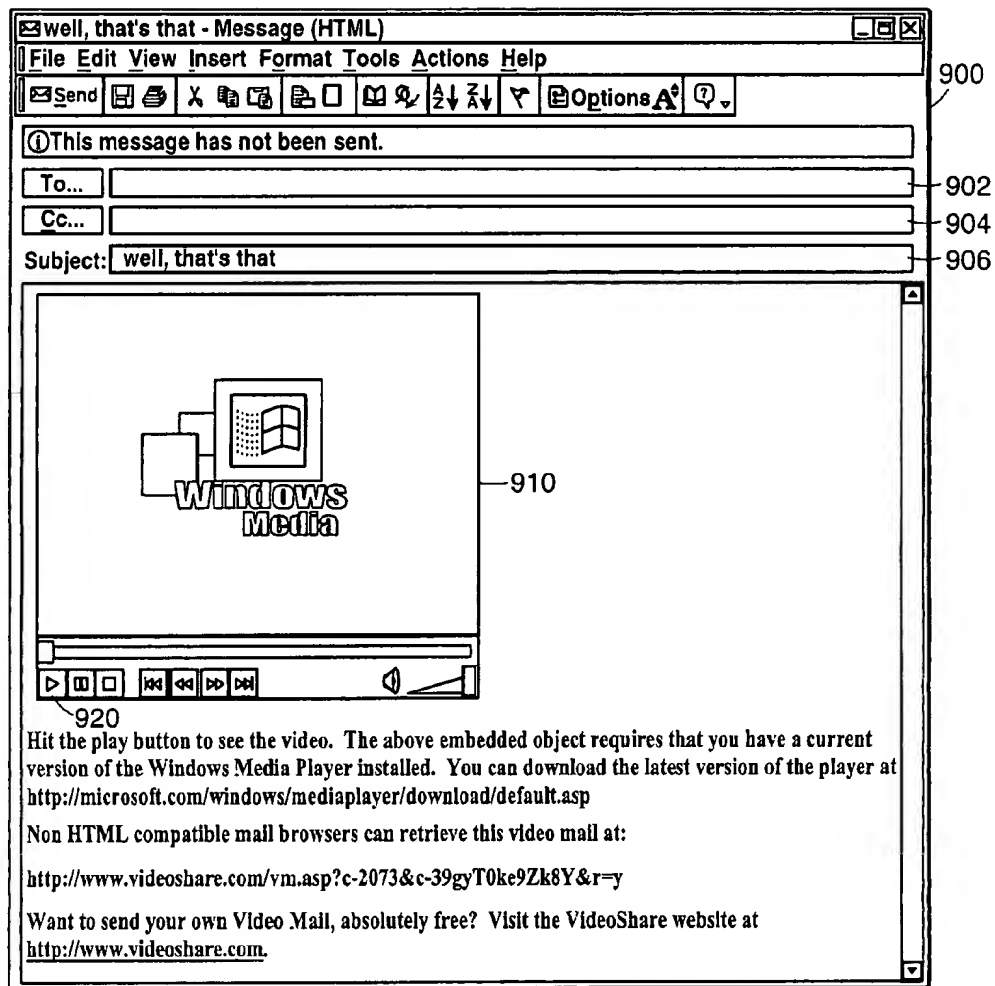 well, that's that - Message (HTML)
File Edit View Insert Format Tools Actions Help
900
Send Options A
This message has not been sent.
To... 902
Cc... 904
Subject: well, that's that 906
Windows
Media
910
920
Hit the play button to see the video. The above embedded object requires that you have a current
version of the Windows Media Player installed. You can download the latest version of the player at
http://microsoft.com/windows/mediaplayer/download/default.asp
Non HTML compatible mail browsers can retrieve this video mail at:
http://www.videoshare.com/vm.asp?c-2073&c-39gyT0ke9Zk8Y&r=y
Want to send your own Video Mail, absolutely free? Visit the VideoShare website at
http://www.videoshare.com.